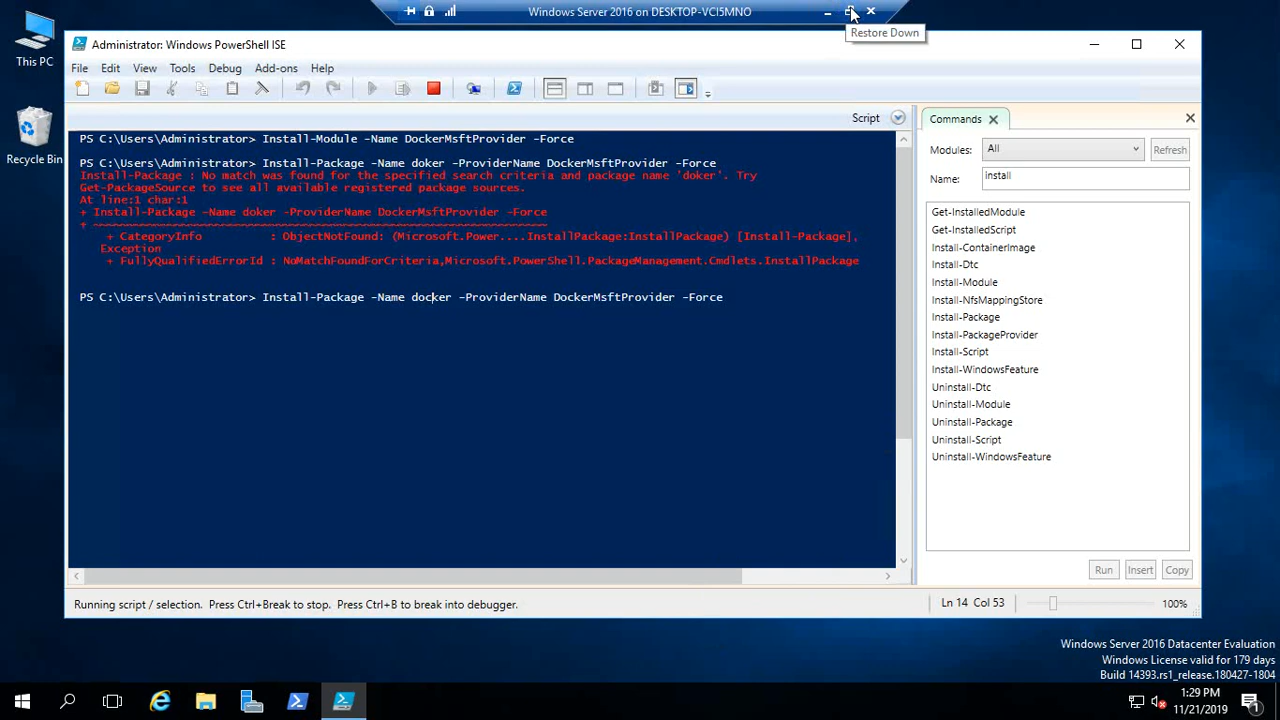 Windows Server 2016 on DESKTOP-VCI5MNO
Restore Down
This PC
Recycle Bin
Administrator: Windows PowerShell ISE
File Edit View Tools Debug Add-ons Help
Script
PS C:\Users\Administrator> Install-Module -Name DockerMsftProvider -Force
PS C:\Users\Administrator> Install-Package -Name doker -ProviderName DockerMsftProvider -Force
Install-Package : No match was found for the specified search criteria and package name 'doker'. Try
Get-PackageSource to see all available registered package sources.
At line:1 char:1
+ Install-Package -Name doker -ProviderName DockerMsftProvider -Force
+ ~~~~~~~~~~~~~~~~~~~~~~~~~~~~~~~~~~~~~~~~~~~~~~~~~~~~~~~~~~~~~~~~~~~
+ CategoryInfo : ObjectNotFound: (Microsoft.Power....InstallPackage:InstallPackage) [Install-Package],
Exception
+ FullyQualifiedErrorId : NoMatchFoundForCriteria,Microsoft.PowerShell.PackageManagement.Cmdlets.InstallPackage
PS C:\Users\Administrator> Install-Package -Name docker -ProviderName DockerMsftProvider -Force
Commands
Modules: All Refresh
Name: install
Get-InstalledModule
Get-InstalledScript
Install-ContainerImage
Install-Dtc
Install-Module
Install-NfsMappingStore
Install-Package
Install-PackageProvider
Install-Script
Install-WindowsFeature
Uninstall-Dtc
Uninstall-Module
Uninstall-Package
Uninstall-Script
Uninstall-WindowsFeature
Run Insert Copy
Running script / selection. Press Ctrl+Break to stop. Press Ctrl+B to break into debugger.
Ln 14 Col 53
100%
Windows Server 2016 Datacenter Evaluation
Windows License valid for 179 days
Build 14393.rs1_release.180427-1804
1:29 PM
11/21/2019
1